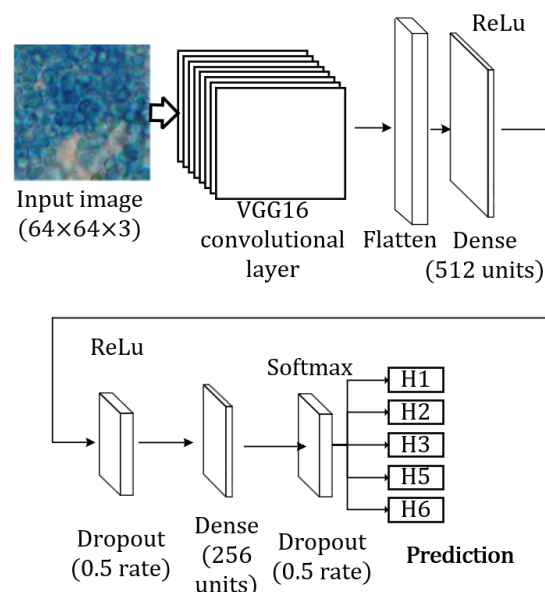 Input image
(64×64×3)
VGG16
convolutional
layer
Flatten
ReLu
Dense
(512 units)
ReLu
Dropout
(0.5 rate)
Dense
(256
units)
Softmax
Dropout
(0.5 rate)
H1
H2
H3
H5
H6
Prediction